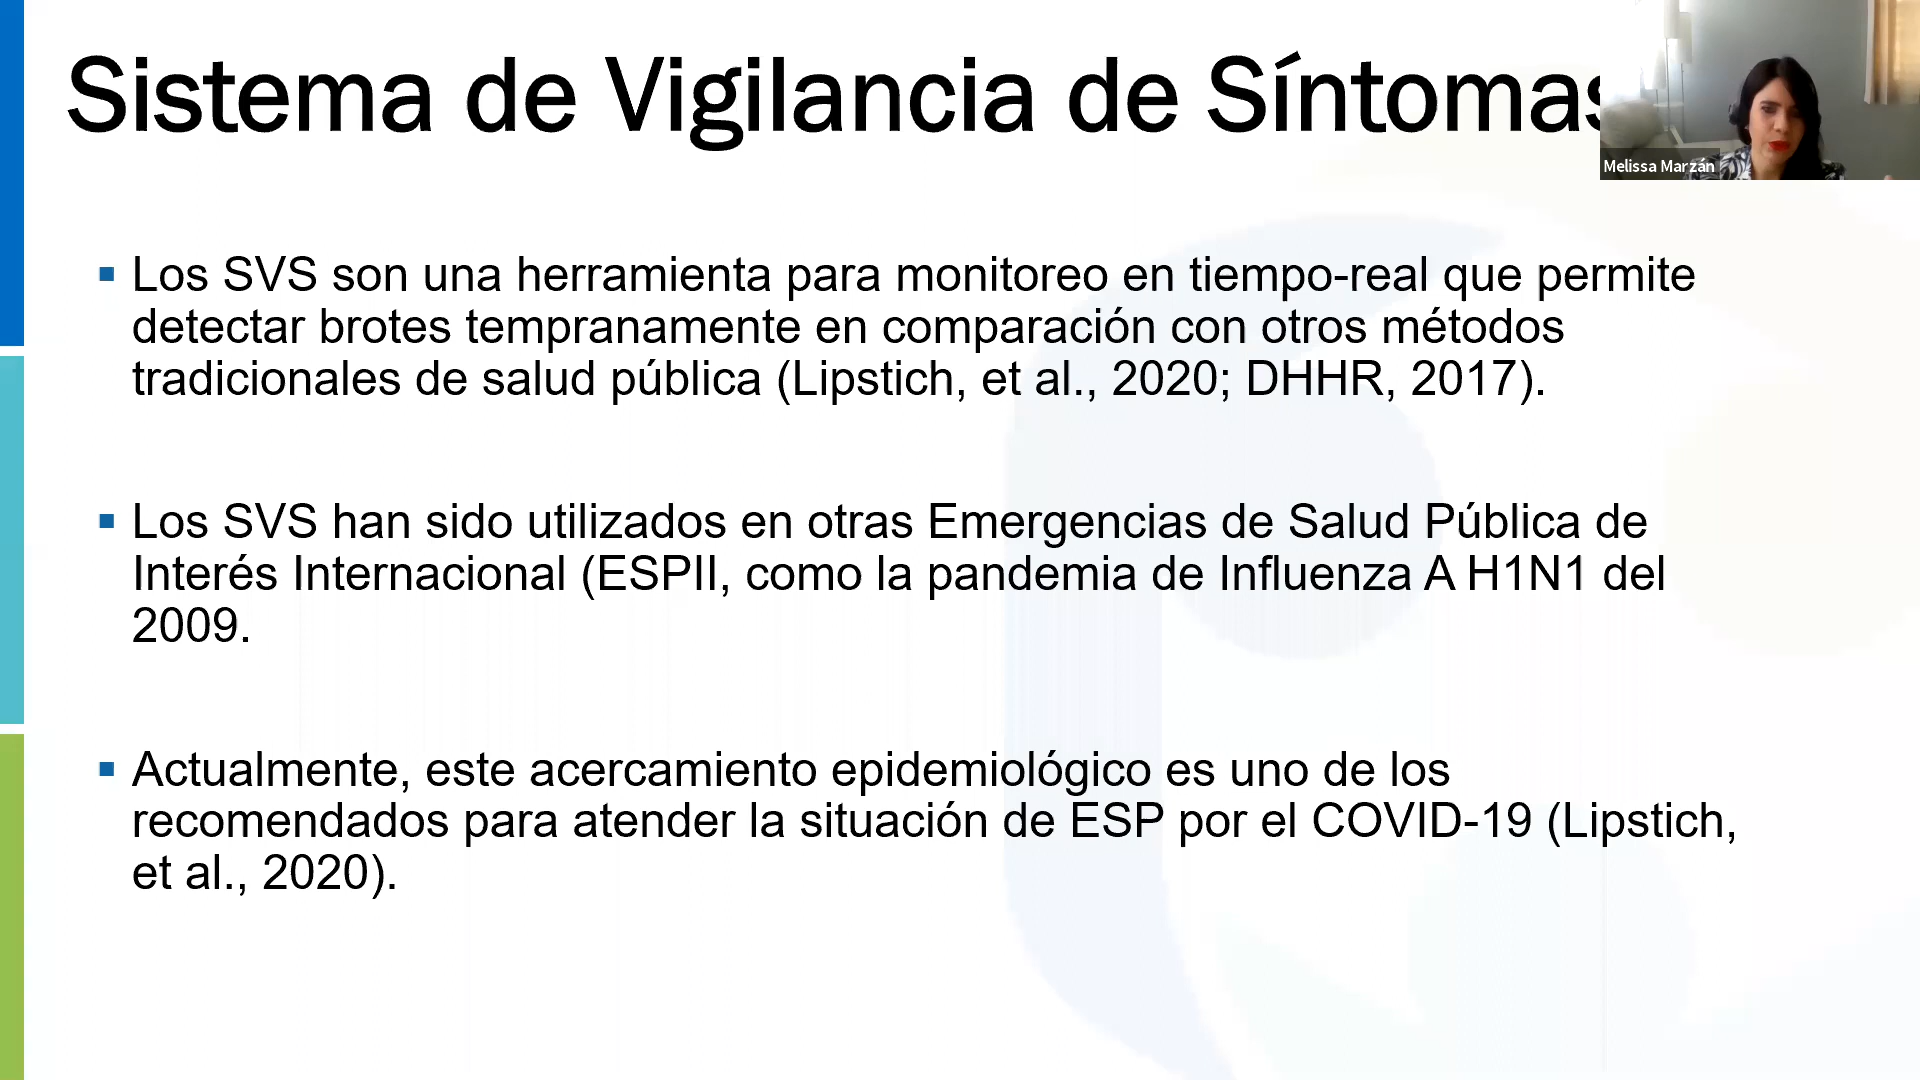 Sistema de Vigilancia de Síntomas
Melissa Marzán
Los SVS son una herramienta para monitoreo en tiempo-real que permite
detectar brotes tempranamente en comparación con otros métodos
tradicionales de salud pública (Lipstich, et al., 2020; DHHR, 2017).
Los SVS han sido utilizados en otras Emergencias de Salud Pública de
Interés Internacional (ESPII, como la pandemia de Influenza A H1N1 del
2009.
Actualmente, este acercamiento epidemiológico es uno de los
recomendados para atender la situación de ESP por el COVID-19 (Lipstich,
et al., 2020).